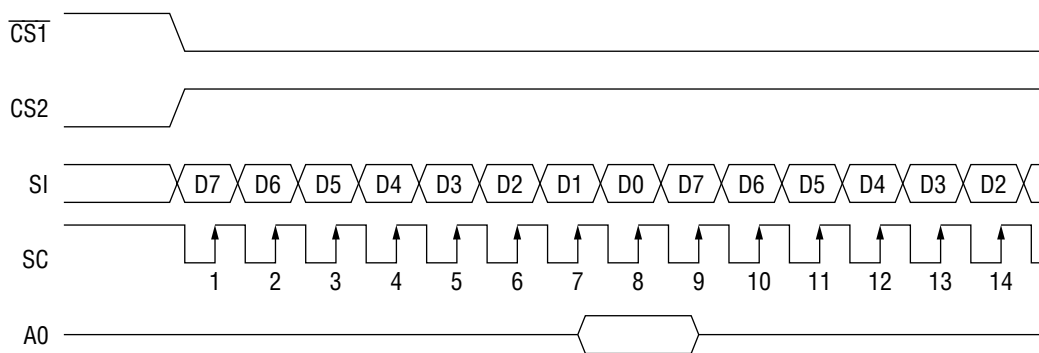 CS1
CS2
SI D7 D6 D5 D4 D3 D2 D1 D0 D7 D6 D5 D4 D3 D2
SC
1 2 3 4 5 6 7 8 9 10 11 12 13 14
A0